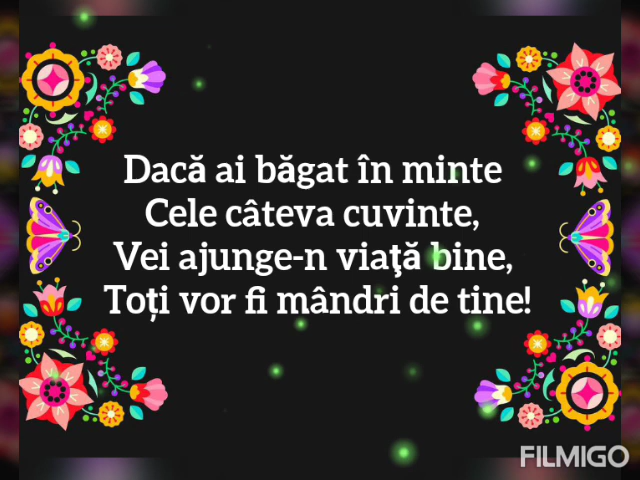 Dacă ai băgat în minte
Cele câteva cuvinte,
Vei ajunge-n viaţă bine,
Toți vor fi mândri de tine!
FILMIGO